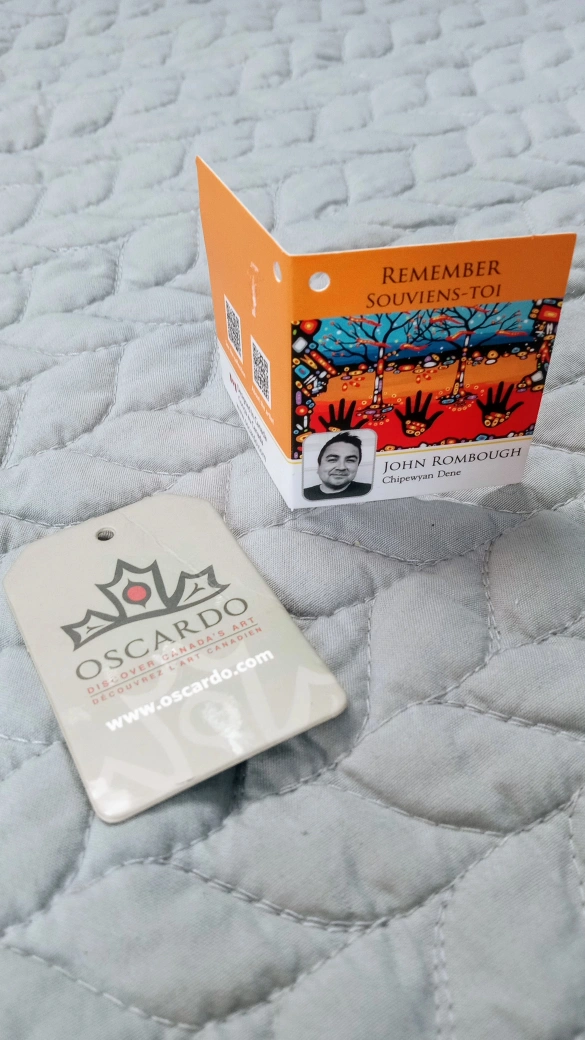 REMEMBER
SOUVIENS-TOI
JOHN ROMBOUGH
Chipewyan Dene
OSCARDO
DISCOVER CANADA'S ART
DÉCOUVREZ L'ART CANADIEN
www.oscardo.com